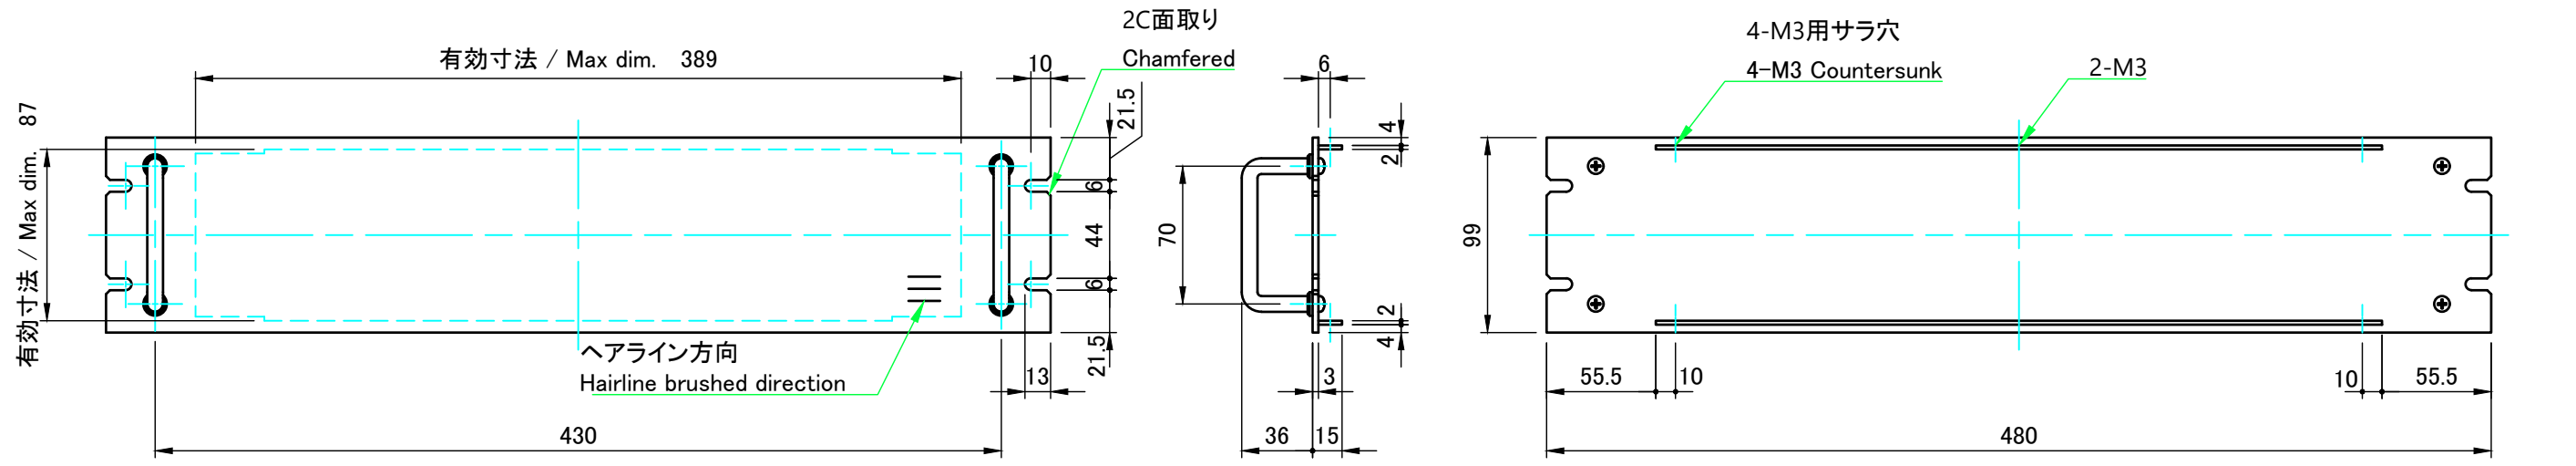 2C面取り
Chamfered
4-M3用サラ穴
4-M3 Countersunk
2-M3
有効寸法 / Max dim. 389
10
6
21.5
4
有効寸法 / Max dim. 87
2
6
44
70
99
6
2
21.5
4
ヘアライン方向
Hairline brushed direction
13
3
55.5
10
10
55.5
430
36
15
480